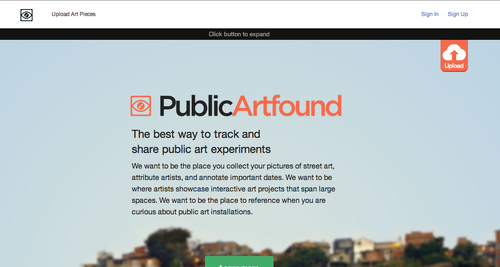 Upload Art Pieces
Sign In
Sign Up
Click button to expand
Upload
PublicArtfound
The best way to track and
share public art experiments
We want to be the place you collect your pictures of street art,
attribute artists, and annotate important dates. We want to be
where artists showcase interactive art projects that span large
spaces. We want to be the place to reference when you are
curious about public art installations.